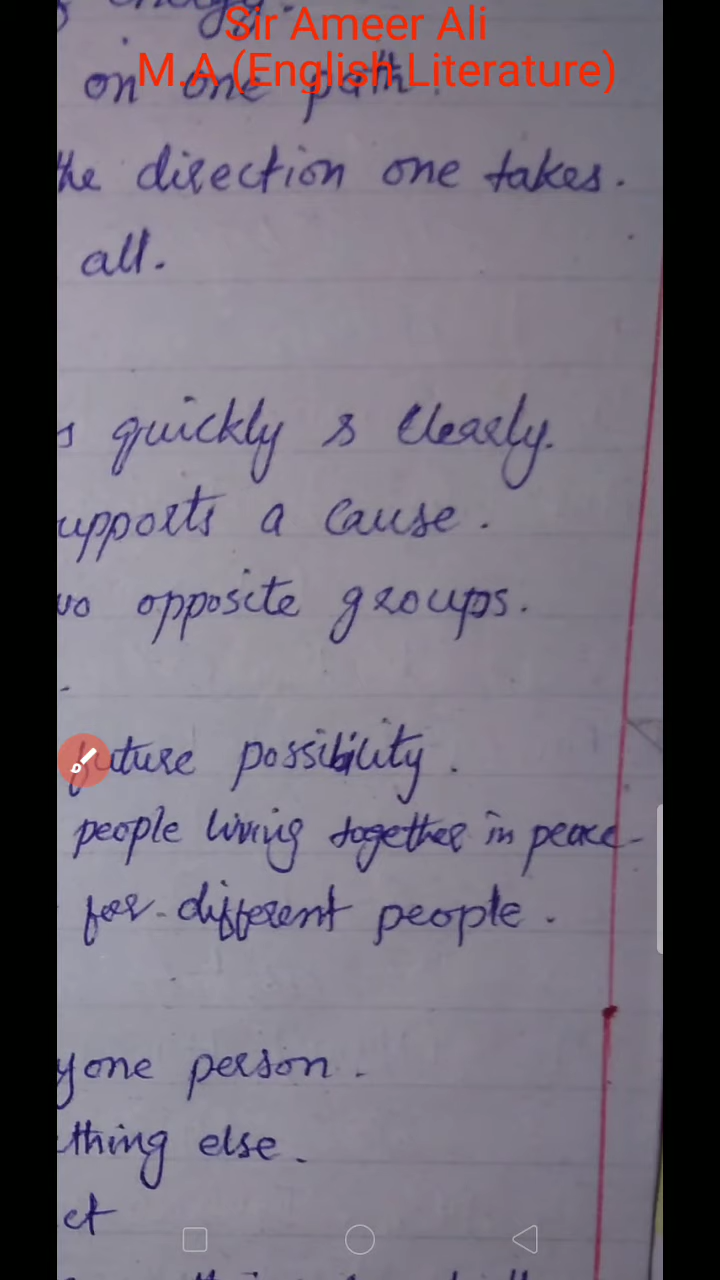 Sir Ameer Ali
M.A (English Literature)
on one path.
the direction one takes.
all.
s quickly & clearly.
upports a cause.
wo opposite groups.
future possibility.
people living together in peace
for different people.
yone person.
thing else.
ct